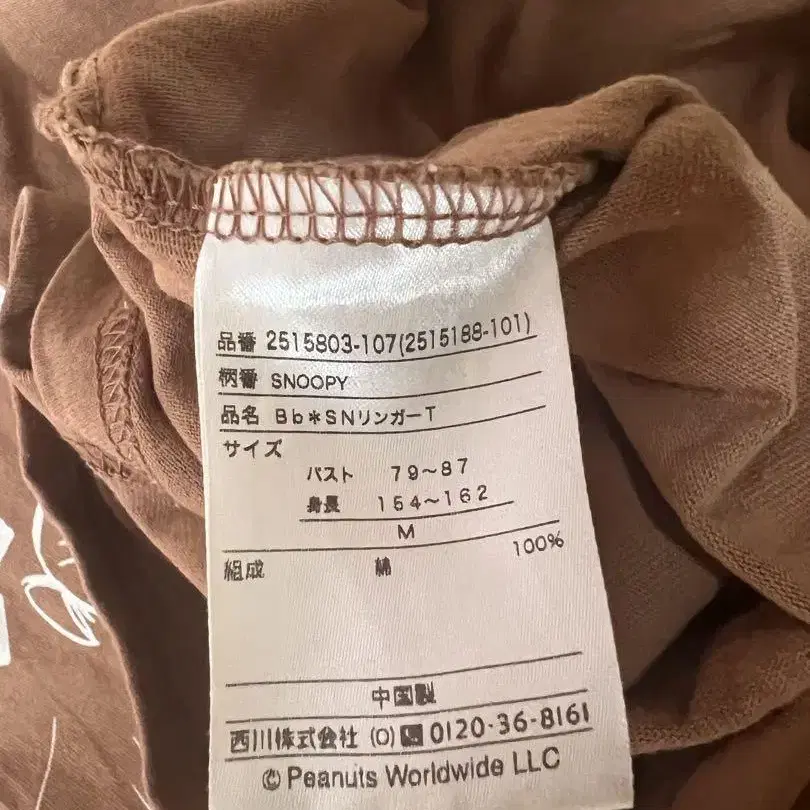 品番 2515803-107(2515188-101)
柄番 SNOOPY
品名 Bb*SNリンガーT
サイズ
バスト 79~87
身長 154~162
M
組成 綿 100%
中国製
西川株式会社 (O) 0120-36-8161
© Peanuts Worldwide LLC